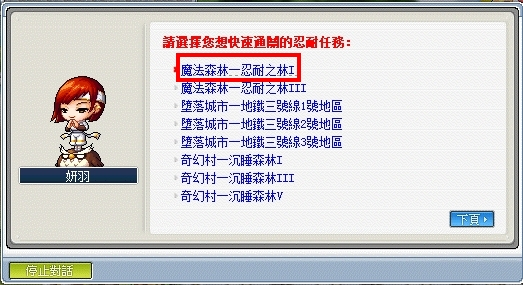 請選擇您想快速通關的忍耐任務:
魔法森林－忍耐之林I
魔法森林－忍耐之林III
墮落城市－地鐵三號線1號地區
墮落城市－地鐵三號線2號地區
墮落城市－地鐵三號線3號地區
奇幻村－沉睡森林I
奇幻村－沉睡森林III
奇幻村－沉睡森林V
妍羽
下頁
停止對話